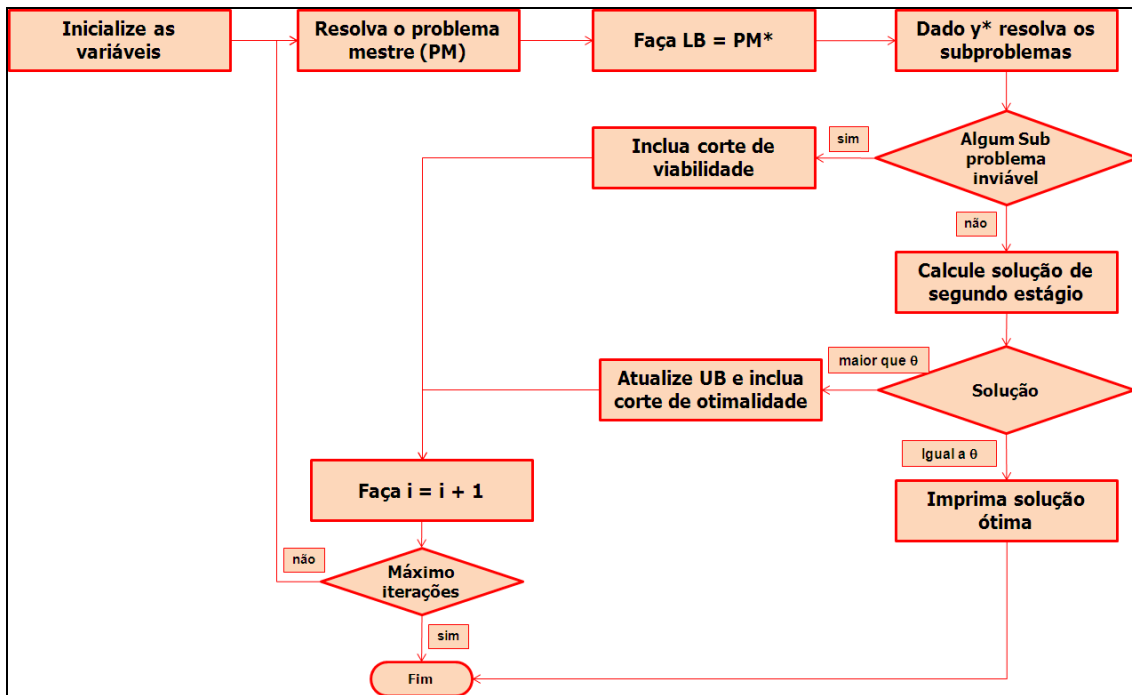 Inicialize as
variáveis
Resolva o problema
mestre (PM)
Faça LB = PM*
Dado y* resolva os
subproblemas
Algum Sub
problema
inviável
sim
Inclua corte de
viabilidade
não
Calcule solução de
segundo estágio
Solução
maior que θ
Atualize UB e inclua
corte de otimalidade
Igual a θ
Imprima solução
ótima
Faça i = i + 1
Máximo
iterações
não
sim
Fim